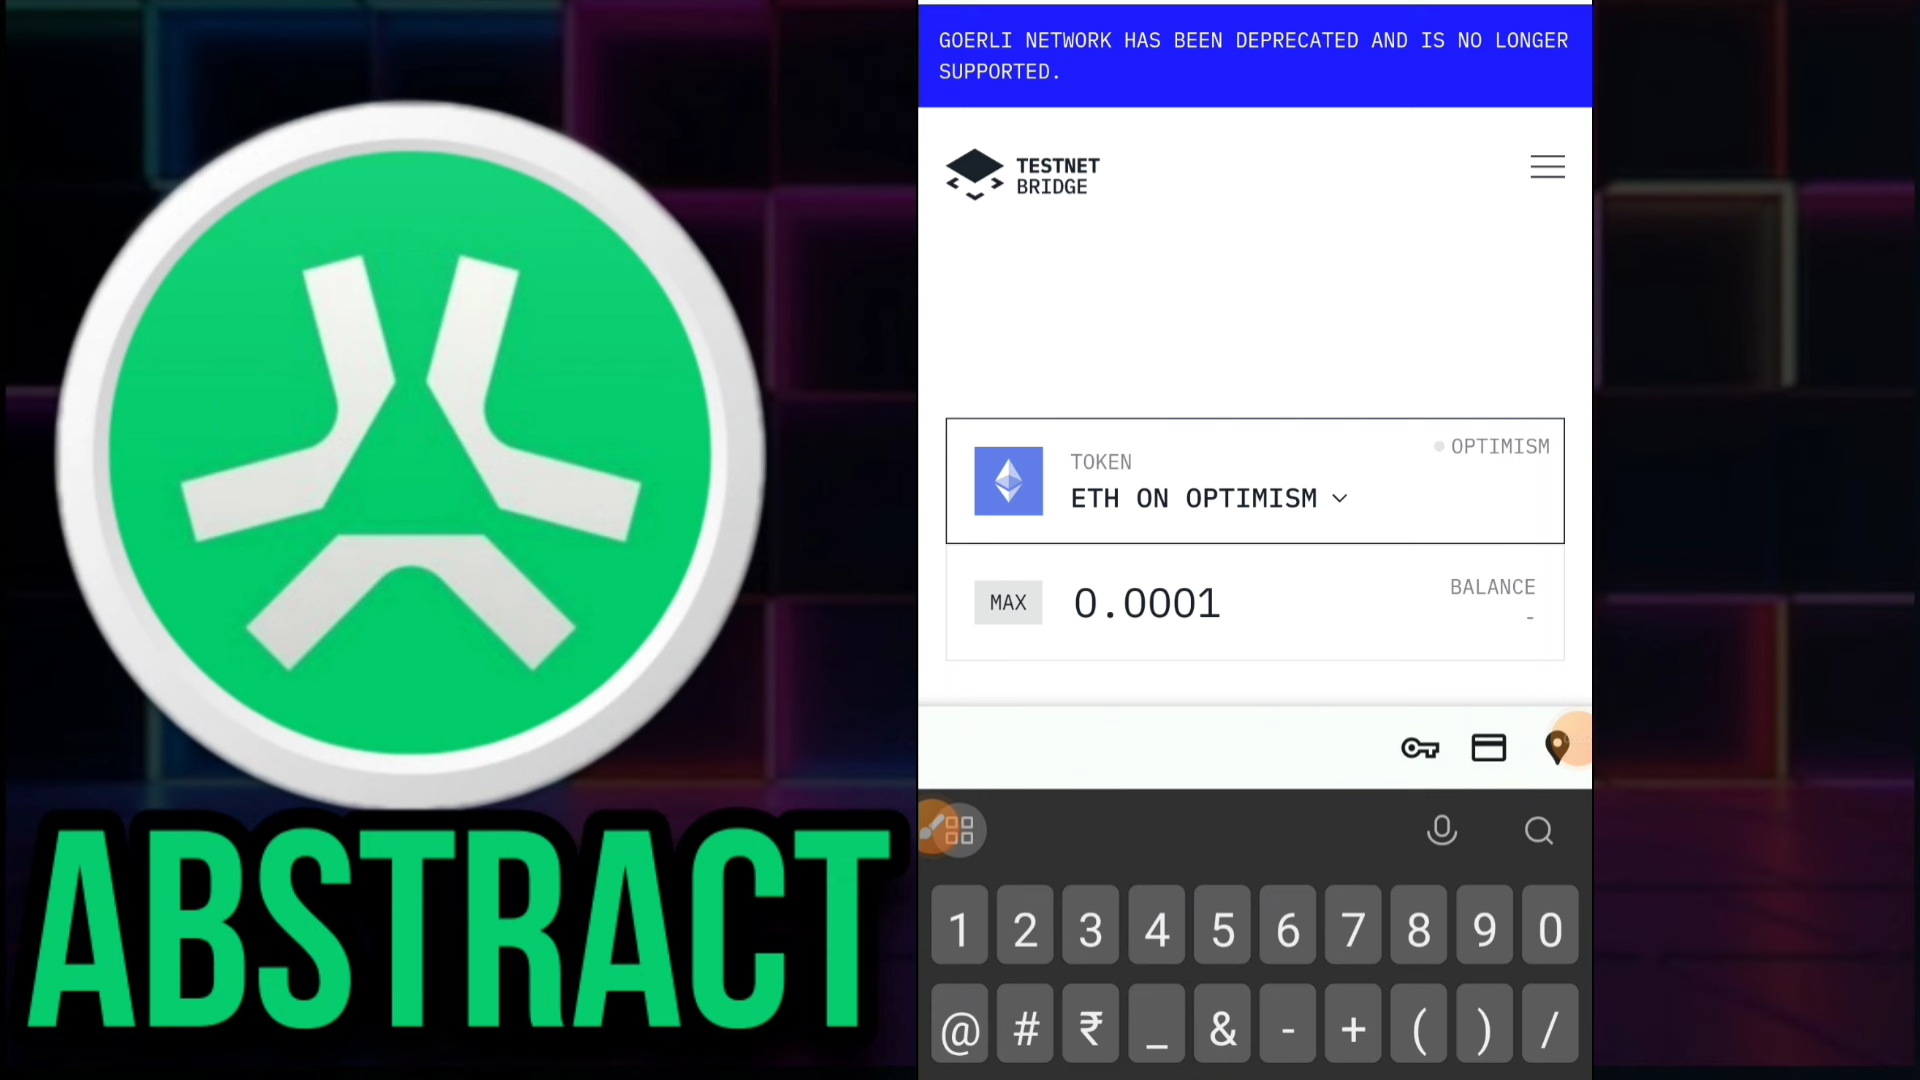 ABSTRACT
GOERLI NETWORK HAS BEEN DEPRECATED AND IS NO LONGER
SUPPORTED.
TESTNET
BRIDGE
OPTIMISM
TOKEN
ETH ON OPTIMISM
MAX
0.0001
BALANCE
-
1 2 3 4 5 6 7 8 9 0
@ # ₹ _ & - + ( ) /